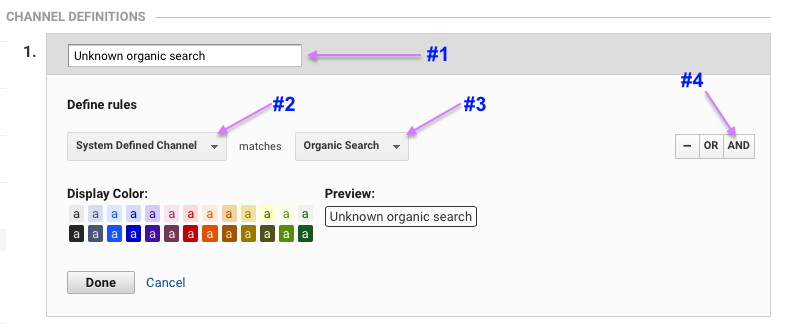 CHANNEL DEFINITIONS
1.
Unknown organic search
#1
Define rules
#2
#3
#4
System Defined Channel
matches
Organic Search
− OR AND
Display Color:
Preview:
a a a a a a a a a a a a a
Unknown organic search
a a a a a a a a a a a a a
Done
Cancel